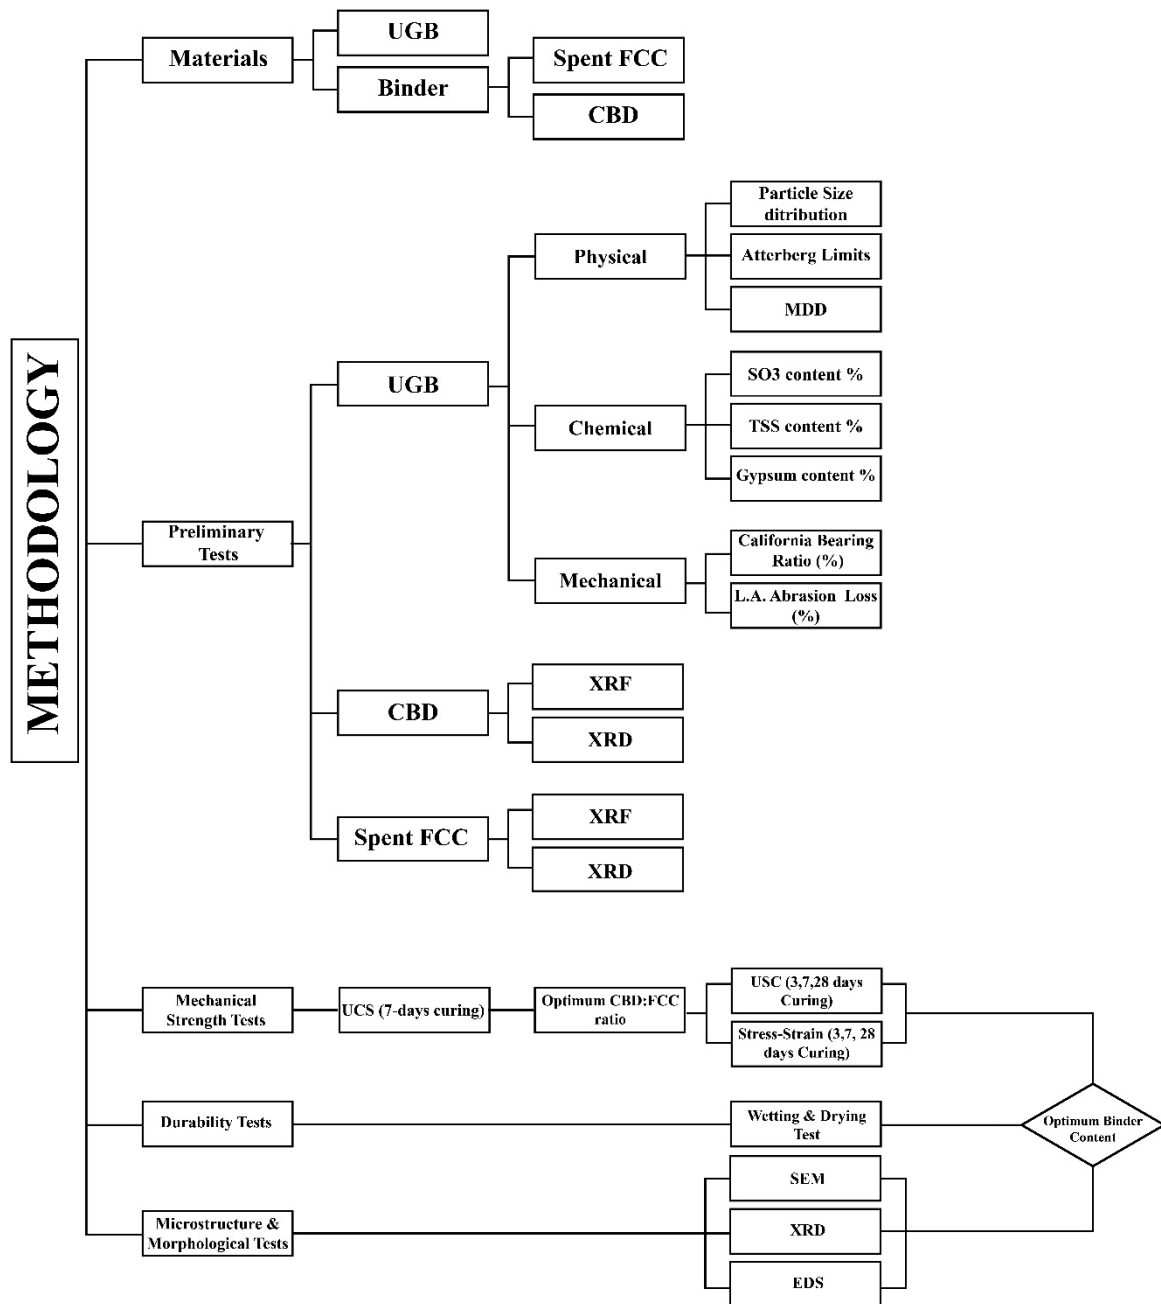 METHODOLOGY
Materials
UGB
Binder
Spent FCC
CBD
Preliminary
Tests
UGB
Physical
Particle Size
ditribution
Atterberg Limits
MDD
Chemical
SO3 content %
TSS content %
Gypsum content %
Mechanical
California Bearing
Ratio (%)
L.A. Abrasion Loss
(%)
CBD
XRF
XRD
Spent FCC
XRF
XRD
Mechanical
Strength Tests
UCS (7-days curing)
Optimum CBD:FCC
ratio
USC (3,7,28 days
Curing)
Stress-Strain (3,7, 28
days Curing)
Durability Tests
Wetting & Drying
Test
Optimum Binder
Content
Microstructure &
Morphological Tests
SEM
XRD
EDS